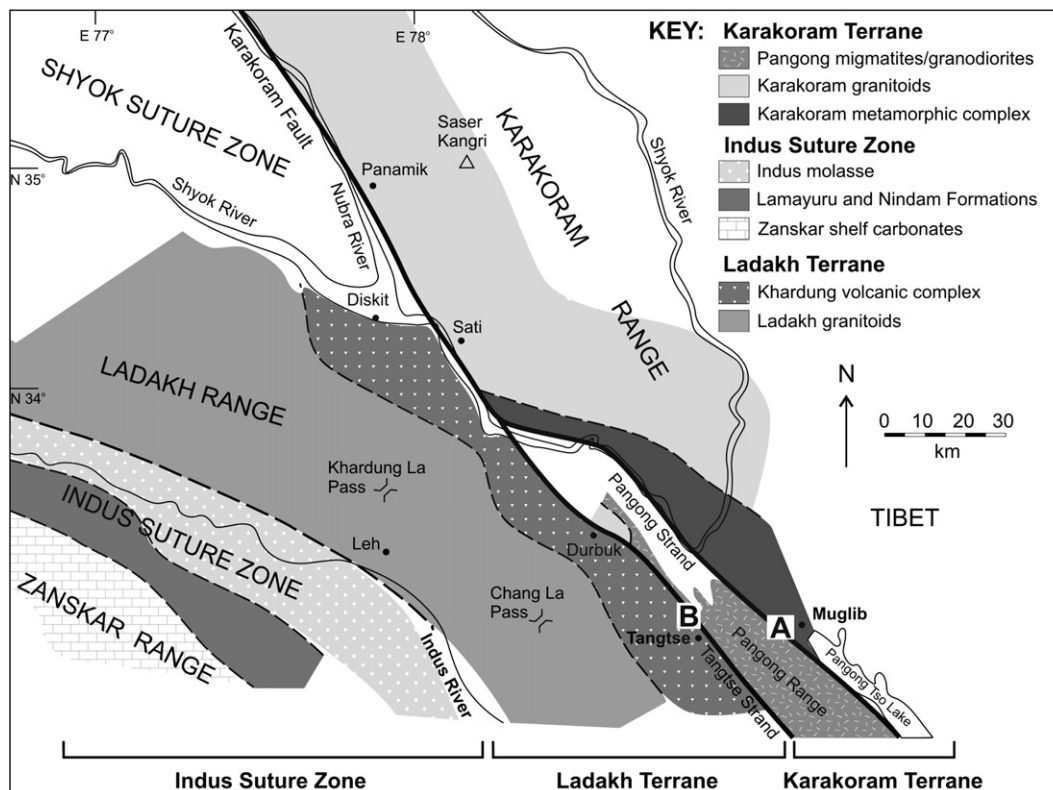 E 77°
E 78°
KEY:
Karakoram Terrane
Pangong migmatites/granodiorites
Karakoram granitoids
Karakoram metamorphic complex
Indus Suture Zone
Indus molasse
Lamayuru and Nindam Formations
Zanskar shelf carbonates
Ladakh Terrane
Khardung volcanic complex
Ladakh granitoids
SHYOK SUTURE ZONE
Karakoram Fault
Saser
Kangri
KARAKORAM
RANGE
Shyok River
N 35°
Panamik
Shyok River
Nubra River
Diskit
Sati
LADAKH RANGE
N 34°
N
0 10 20 30
km
Khardung La
Pass
INDUS SUTURE ZONE
Leh
Pangong Strand
TIBET
Durbuk
ZANSKAR RANGE
Chang La
Pass
B
A
Muglib
Tangtse
Indus River
Tangtse Strand
Pangong Range
Pangong Tso Lake
Indus Suture Zone
Ladakh Terrane
Karakoram Terrane